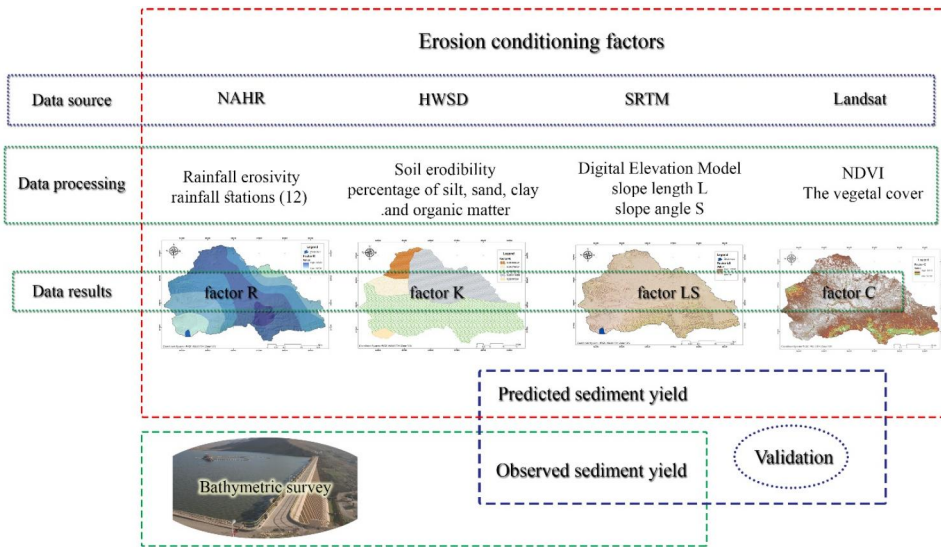 Erosion conditioning factors
Data source
NAHR
HWSD
SRTM
Landsat
Data processing
Rainfall erosivity
rainfall stations (12)
Soil erodibility
percentage of silt, sand, clay
.and organic matter
Digital Elevation Model
slope length L
slope angle S
NDVI
The vegetal cover
Data results
factor R
factor K
factor LS
factor C
Predicted sediment yield
Observed sediment yield
Validation
Bathymetric survey